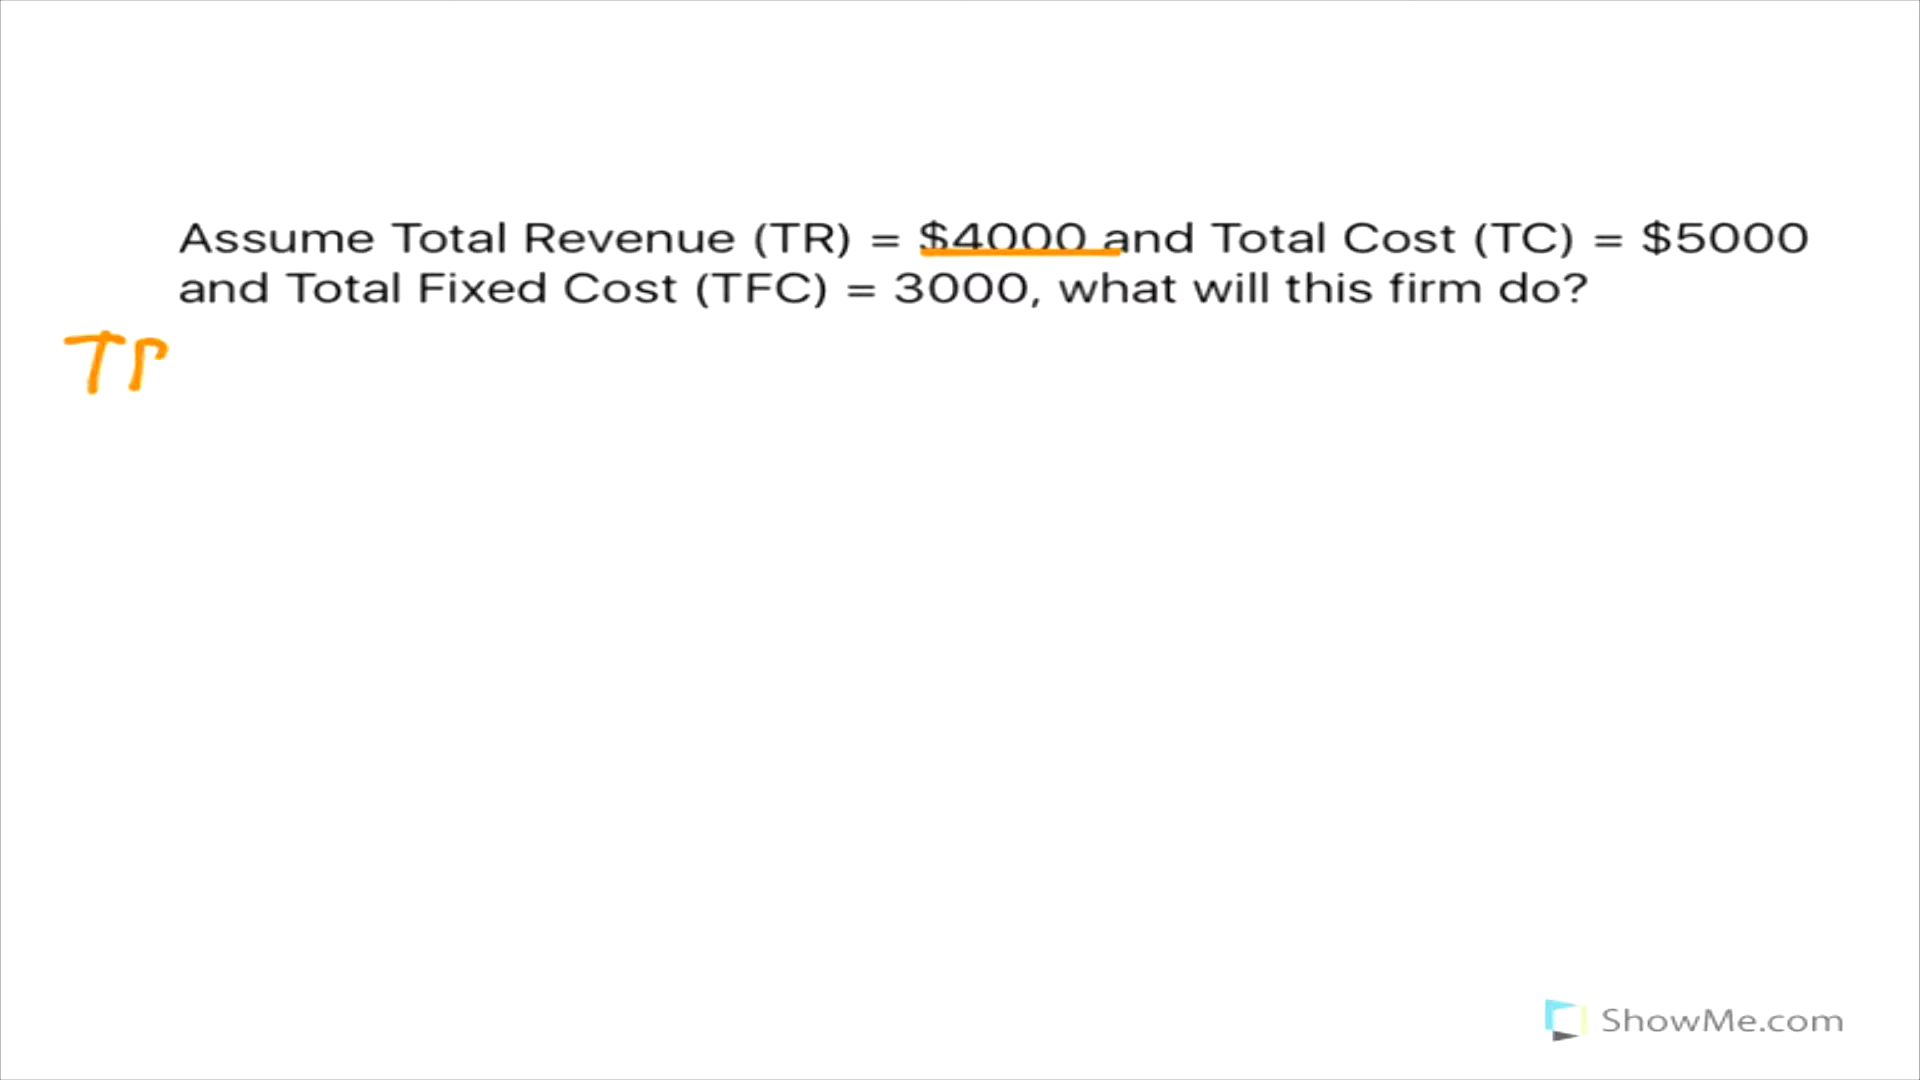 Assume Total Revenue (TR) = $4000 and Total Cost (TC) = $5000
and Total Fixed Cost (TFC) = 3000, what will this firm do?
TP
ShowMe.com